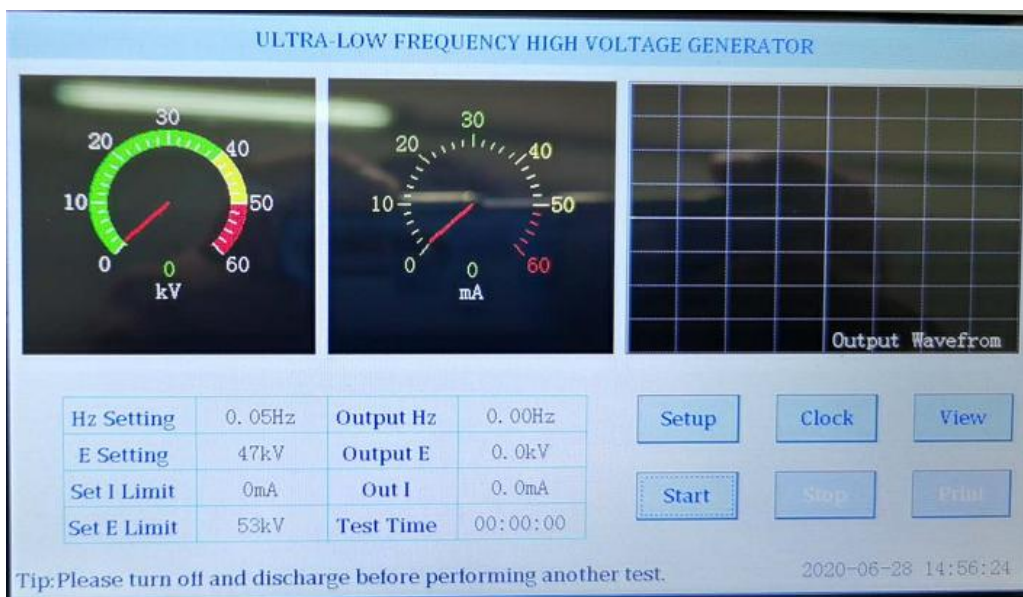 ULTRA-LOW FREQUENCY HIGH VOLTAGE GENERATOR
0 10 20 30 40 50 60
0
kV
0 10 20 30 40 50 60
0
mA
Output Wavefrom
Hz Setting 0.05Hz Output Hz 0.00Hz
E Setting 47kV Output E 0.0kV
Set I Limit 0mA Out I 0.0mA
Set E Limit 53kV Test Time 00:00:00
Setup Clock View
Start Stop Print
Tip:Please turn off and discharge before performing another test.
2020-06-28 14:56:24